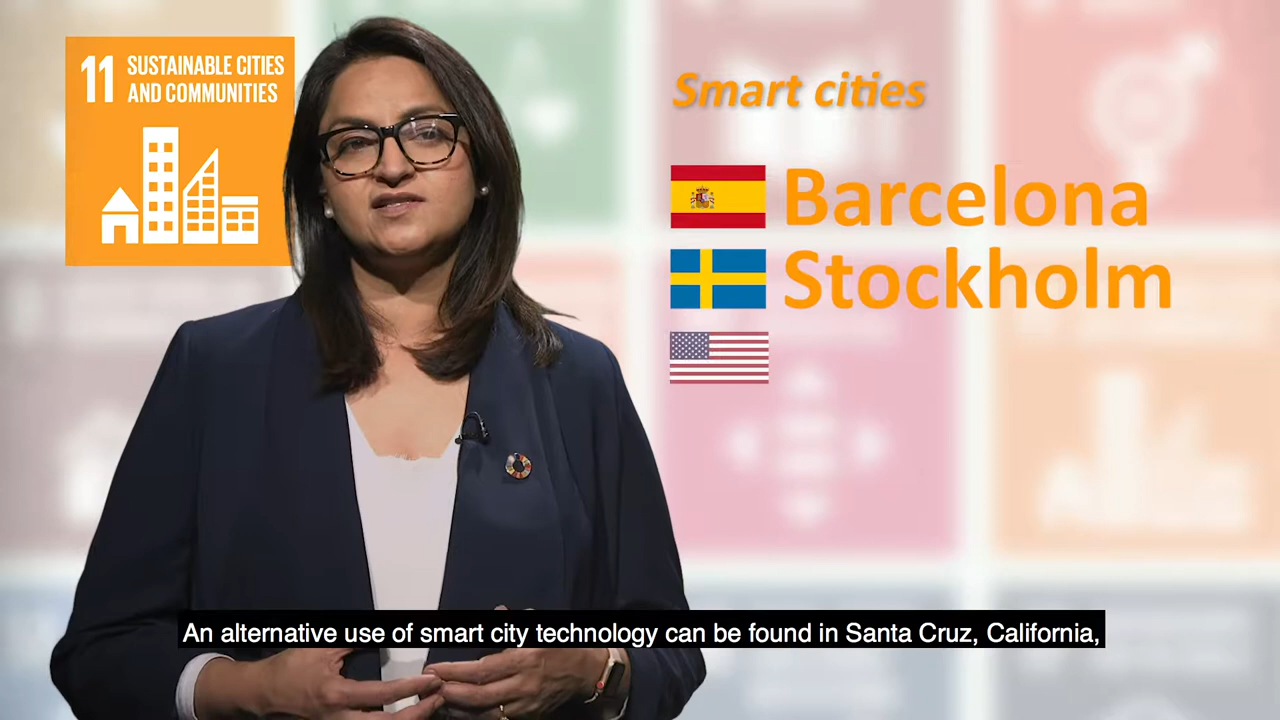 11 SUSTAINABLE CITIES
AND COMMUNITIES
Smart cities
Barcelona
Stockholm
An alternative use of smart city technology can be found in Santa Cruz, California,